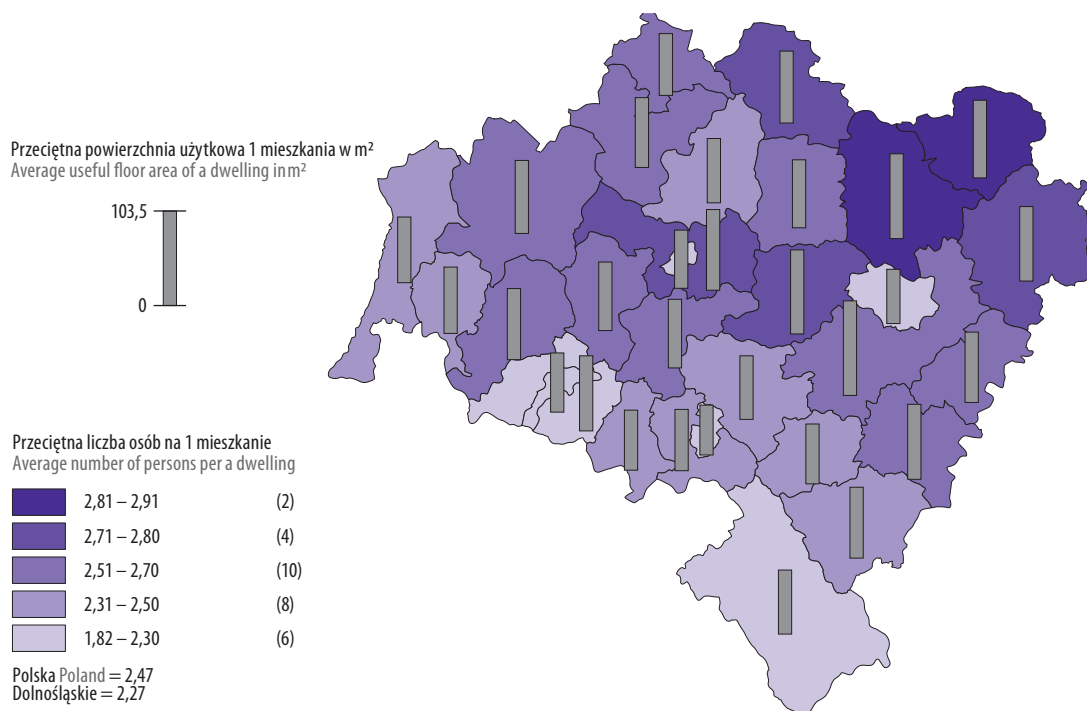 Przeciętna powierzchnia użytkowa 1 mieszkania w m²
Average useful floor area of a dwelling in m²
103,5
0
Przeciętna liczba osób na 1 mieszkanie
Average number of persons per a dwelling
2,81 – 2,91 (2)
2,71 – 2,80 (4)
2,51 – 2,70 (10)
2,31 – 2,50 (8)
1,82 – 2,30 (6)
Polska Poland = 2,47
Dolnośląskie = 2,27